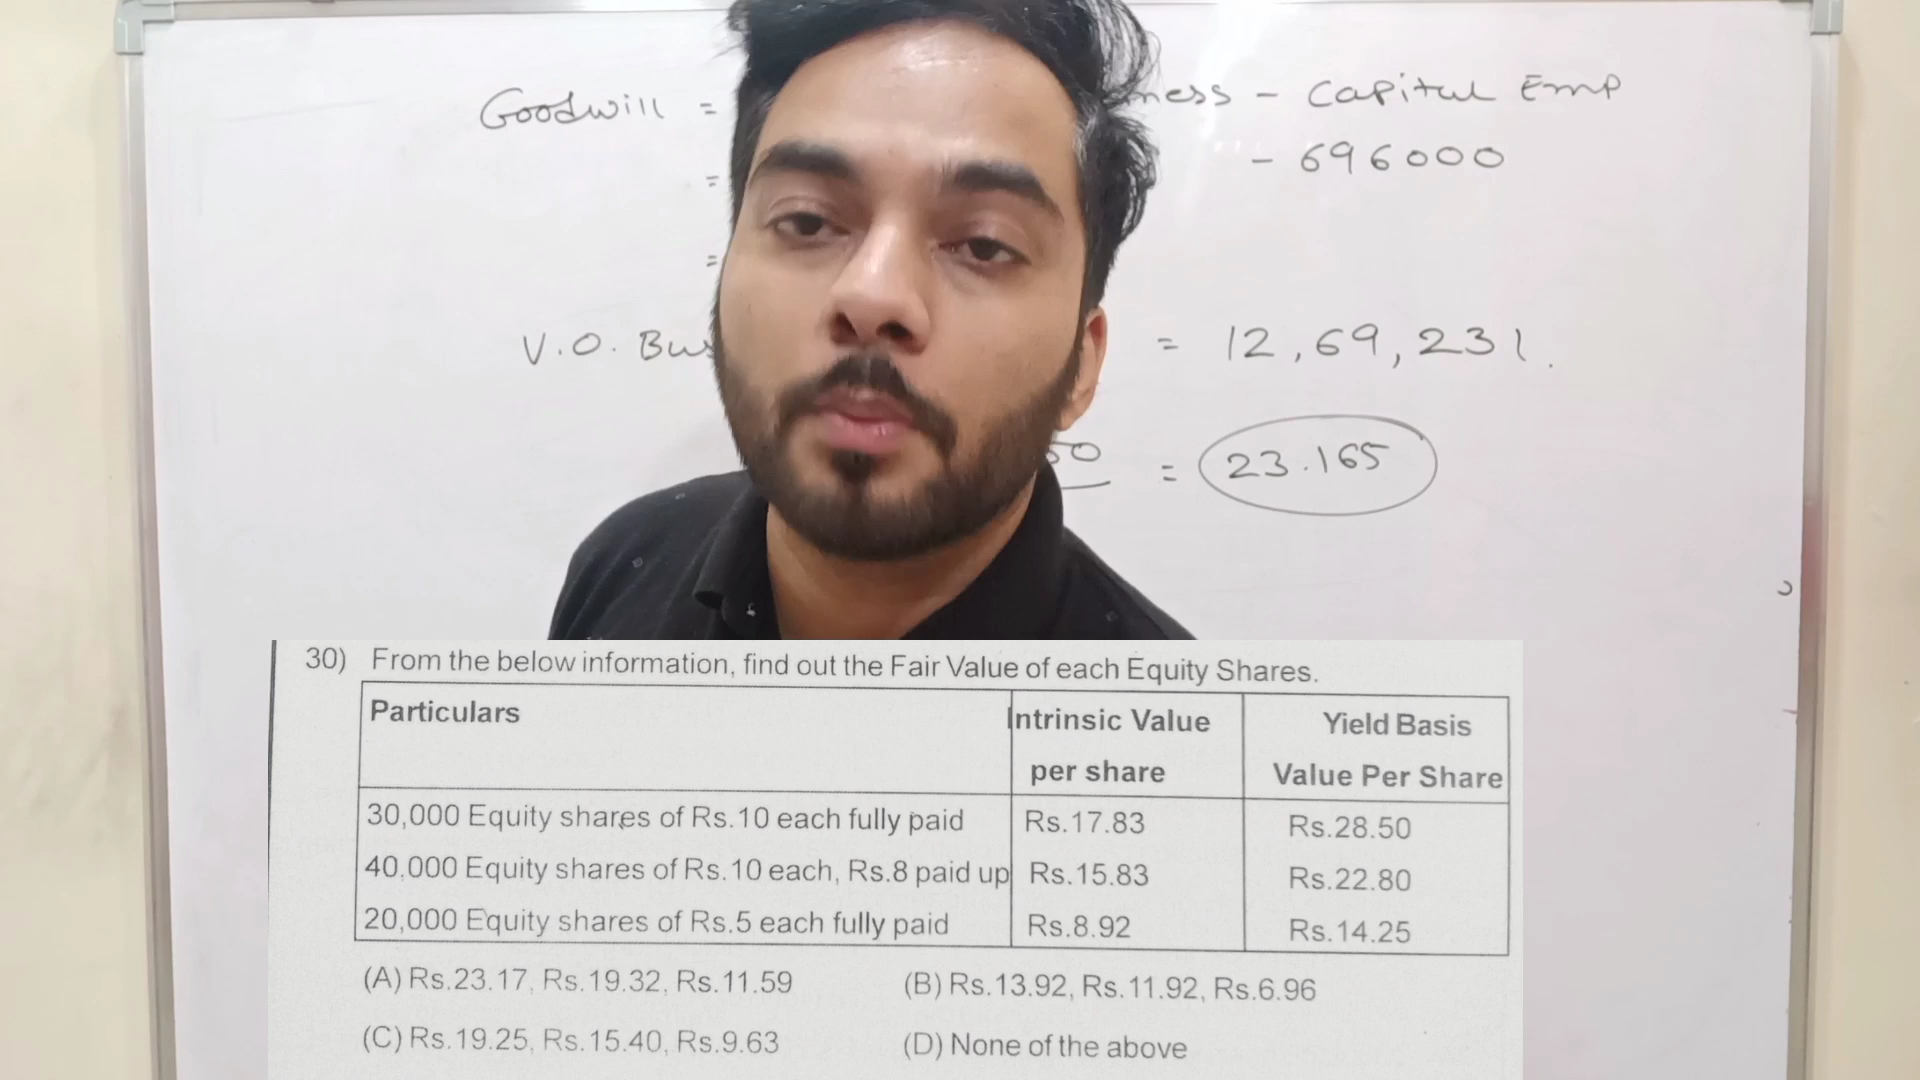 Goodwill =
ness - Capital Emp
=
- 696000
=
V.O. Bus
= 12,69,231.
50 = 23.165
30) From the below information, find out the Fair Value of each Equity Shares.
Particulars Intrinsic Value per share Yield Basis Value Per Share
30,000 Equity shares of Rs.10 each fully paid Rs.17.83 Rs.28.50
40,000 Equity shares of Rs.10 each, Rs.8 paid up Rs.15.83 Rs.22.80
20,000 Equity shares of Rs.5 each fully paid Rs.8.92 Rs.14.25
(A) Rs.23.17, Rs.19.32, Rs.11.59 (B) Rs.13.92, Rs.11.92, Rs.6.96
(C) Rs.19.25, Rs.15.40, Rs.9.63 (D) None of the above